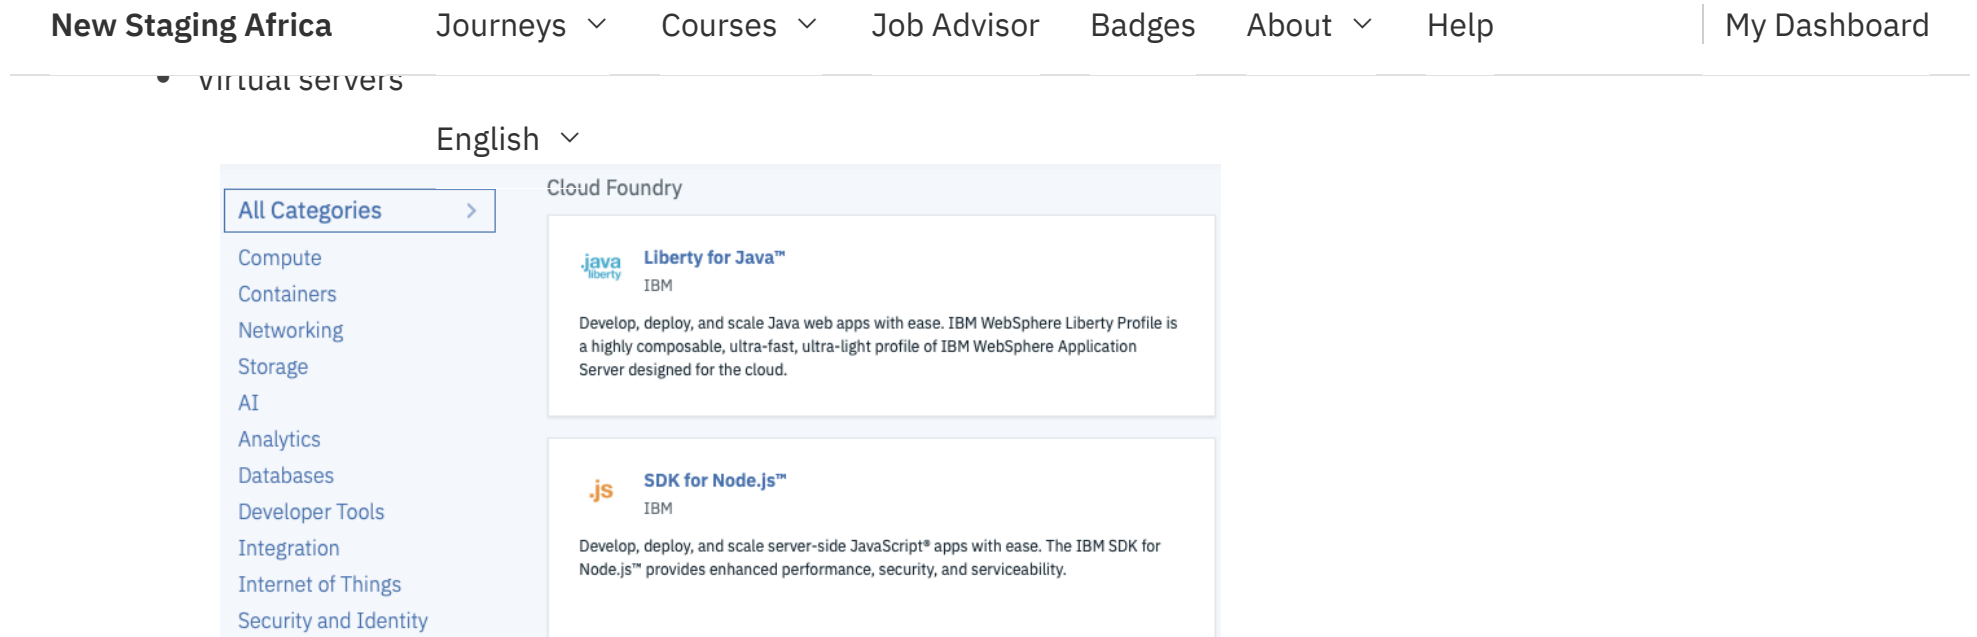 New Staging Africa Journeys Courses Job Advisor Badges About Help My Dashboard
• Virtual servers
English
All Categories
Compute
Containers
Networking
Storage
AI
Analytics
Databases
Developer Tools
Integration
Internet of Things
Security and Identity
Cloud Foundry
.java
liberty
Liberty for Java™
IBM
Develop, deploy, and scale Java web apps with ease. IBM WebSphere Liberty Profile is
a highly composable, ultra-fast, ultra-light profile of IBM WebSphere Application
Server designed for the cloud.
.js
SDK for Node.js™
IBM
Develop, deploy, and scale server-side JavaScript® apps with ease. The IBM SDK for
Node.js™ provides enhanced performance, security, and serviceability.